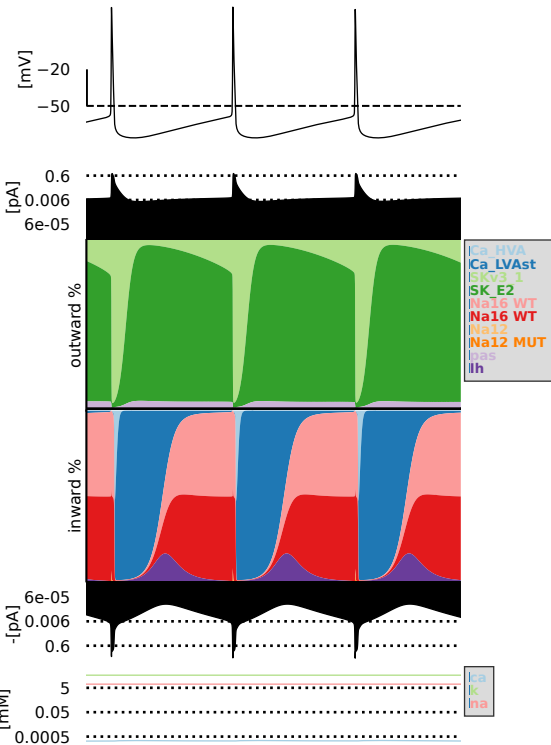 [mV]
−20
−50
[pA]
0.6
0.006
6e-05
outward %
Ca_HVA
Ca_LVAst
SKv3_1
SK_E2
Na16 WT
Na16 WT
Na12
Na12 MUT
pas
Ih
inward %
-[pA]
6e-05
0.006
0.6
[mM]
5
0.05
0.0005
ca
k
na